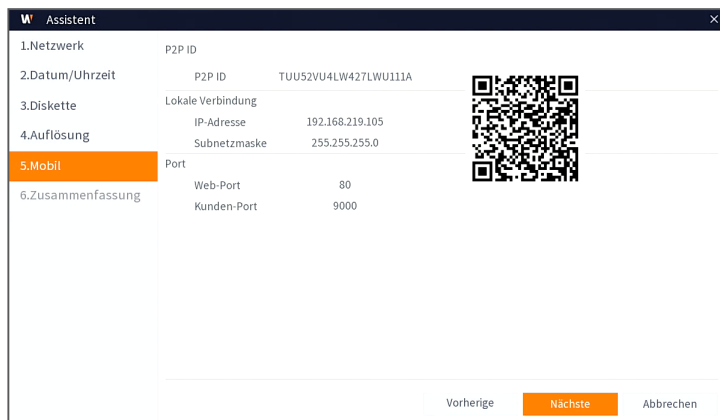 W Assistent
1.Netzwerk
2.Datum/Uhrzeit
3.Diskette
4.Auflösung
5.Mobil
6.Zusammenfassung
P2P ID
P2P ID TUU52VU4LW427LWU111A
Lokale Verbindung
IP-Adresse 192.168.219.105
Subnetzmaske 255.255.255.0
Port
Web-Port 80
Kunden-Port 9000
Vorherige Nächste Abbrechen